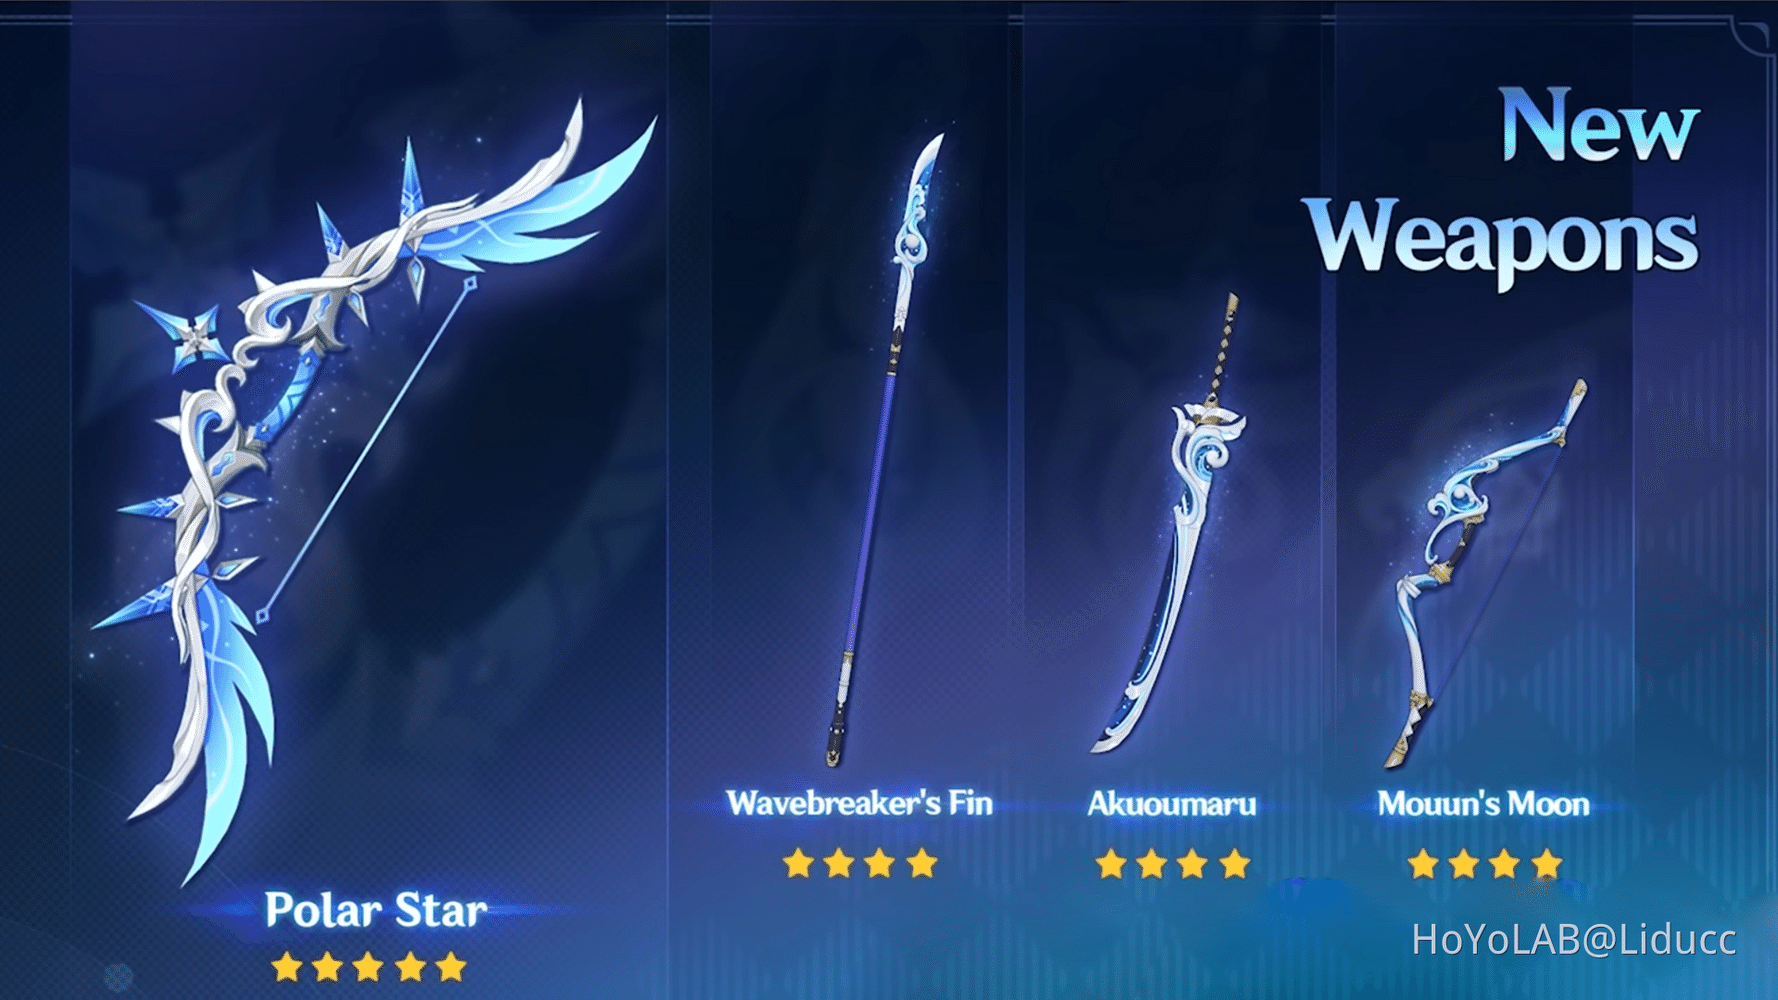 New
Weapons
Wavebreaker's Fin
Akuoumaru
Mouun's Moon
Polar Star
HoYoLAB@Liducc